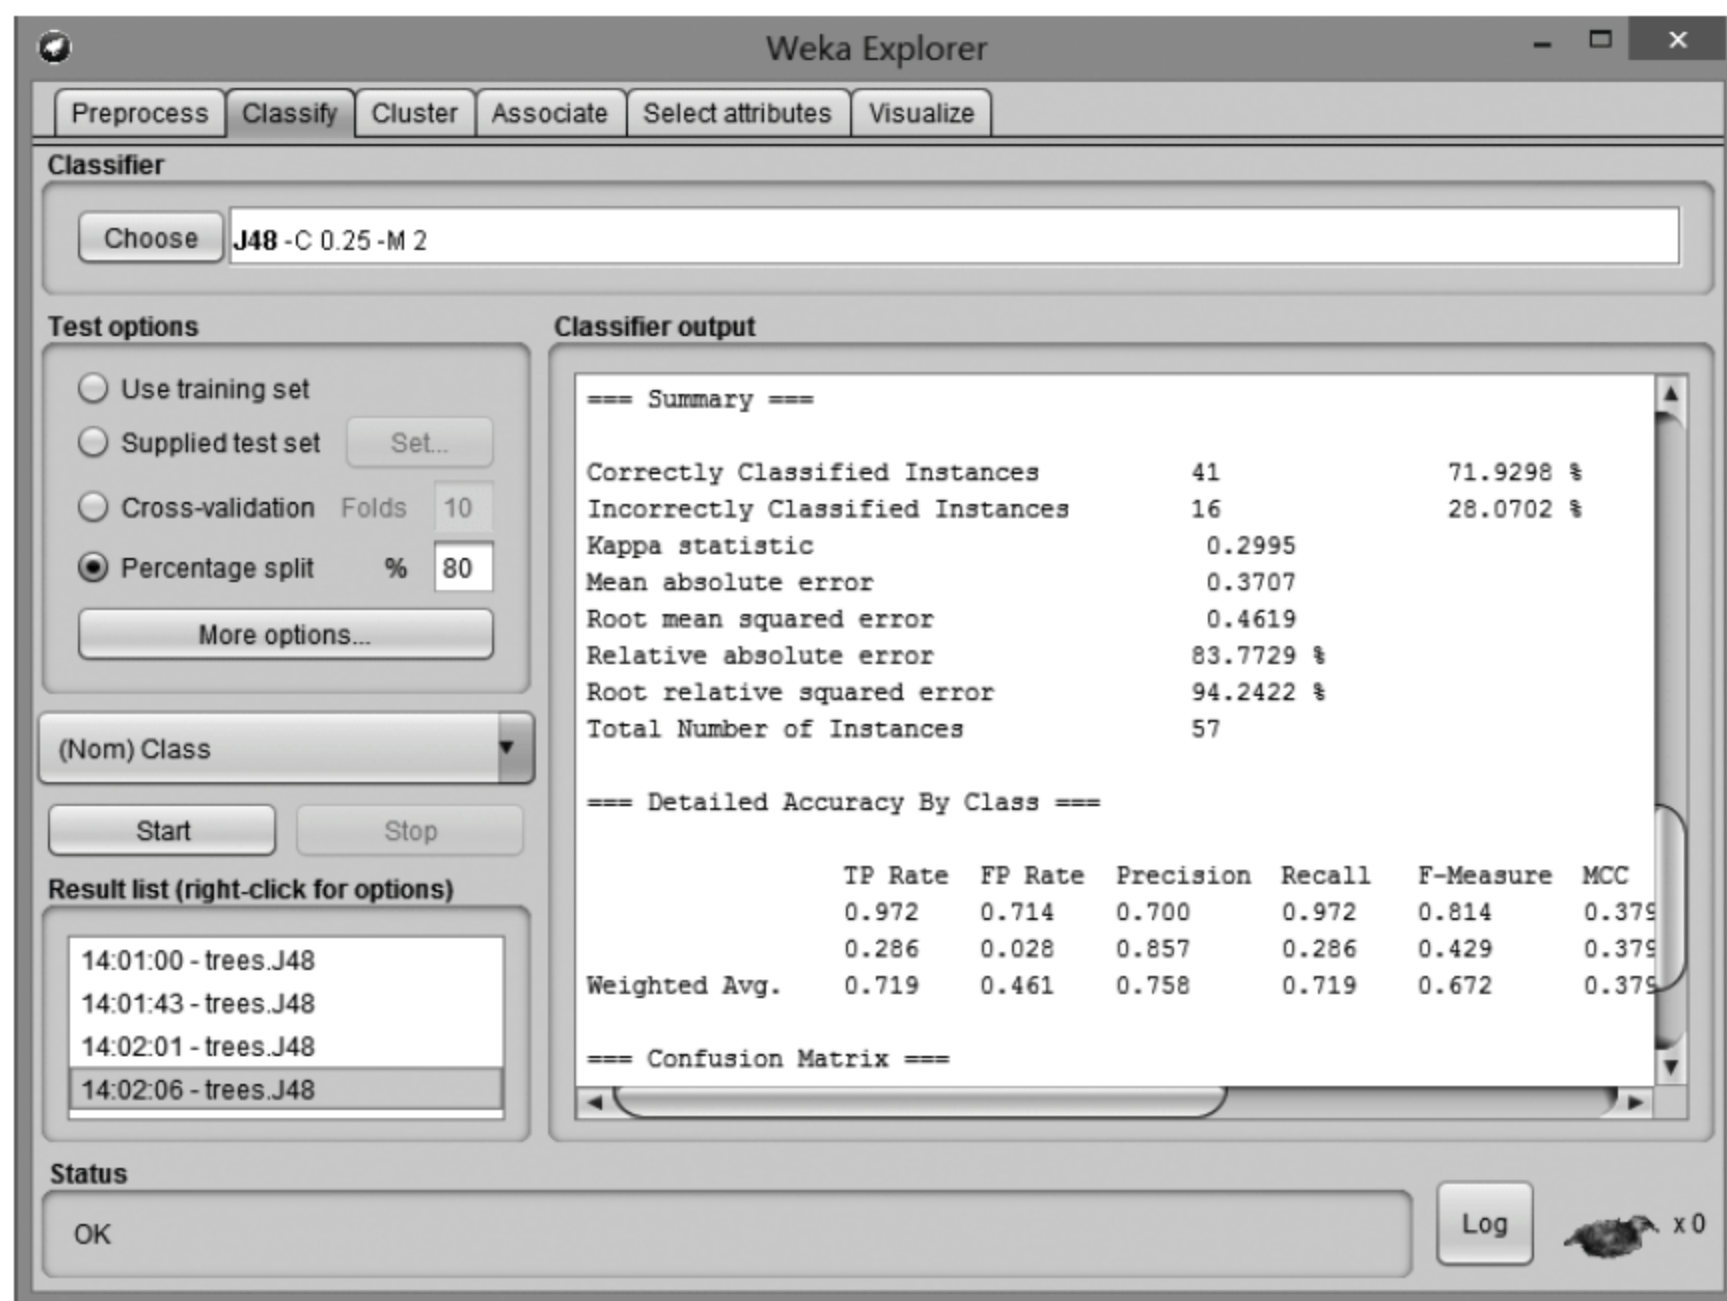 Weka Explorer
Preprocess Classify Cluster Associate Select attributes Visualize
Classifier
Choose J48 -C 0.25 -M 2
Test options
Use training set
Supplied test set Set...
Cross-validation Folds 10
Percentage split % 80
More options...
(Nom) Class
Start Stop
Result list (right-click for options)
14:01:00 - trees.J48
14:01:43 - trees.J48
14:02:01 - trees.J48
14:02:06 - trees.J48
Classifier output
=== Summary ===
Correctly Classified Instances 41 71.9298 %
Incorrectly Classified Instances 16 28.0702 %
Kappa statistic 0.2995
Mean absolute error 0.3707
Root mean squared error 0.4619
Relative absolute error 83.7729 %
Root relative squared error 94.2422 %
Total Number of Instances 57
=== Detailed Accuracy By Class ===
TP Rate FP Rate Precision Recall F-Measure MCC
0.972 0.714 0.700 0.972 0.814 0.379
0.286 0.028 0.857 0.286 0.429 0.379
Weighted Avg. 0.719 0.461 0.758 0.719 0.672 0.379
=== Confusion Matrix ===
Status
OK
Log x 0